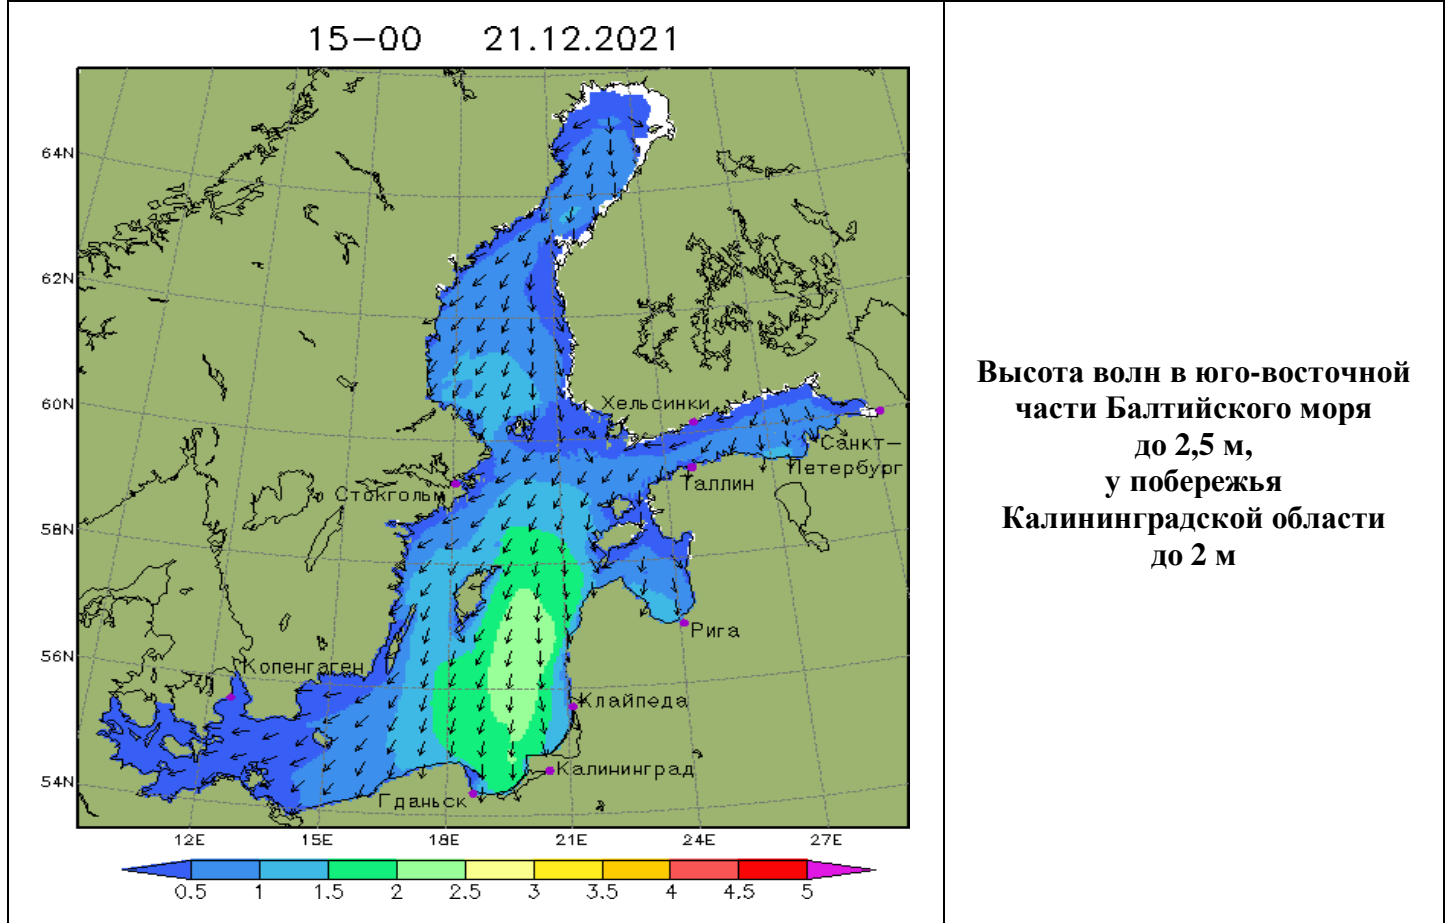 15-00 21.12.2021
64N
62N
60N
58N
56N
54N
Хельсинки
Санкт-
Петербург
Таллин
Стокгольм
Рига
Копенгаген
Клайпеда
Калининград
Гданьск
12E 15E 18E 21E 24E 27E
0.5 1 1.5 2 2.5 3 3.5 4 4.5 5
Высота волн в юго-восточной
части Балтийского моря
до 2,5 м,
у побережья
Калининградской области
до 2 м